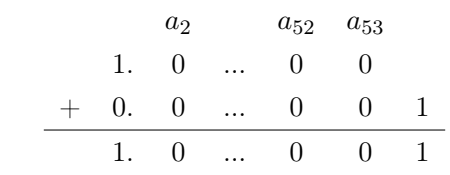 a₂ a₅₂ a₅₃
1. 0 ... 0 0
+ 0. 0 ... 0 0 1
1. 0 ... 0 0 1